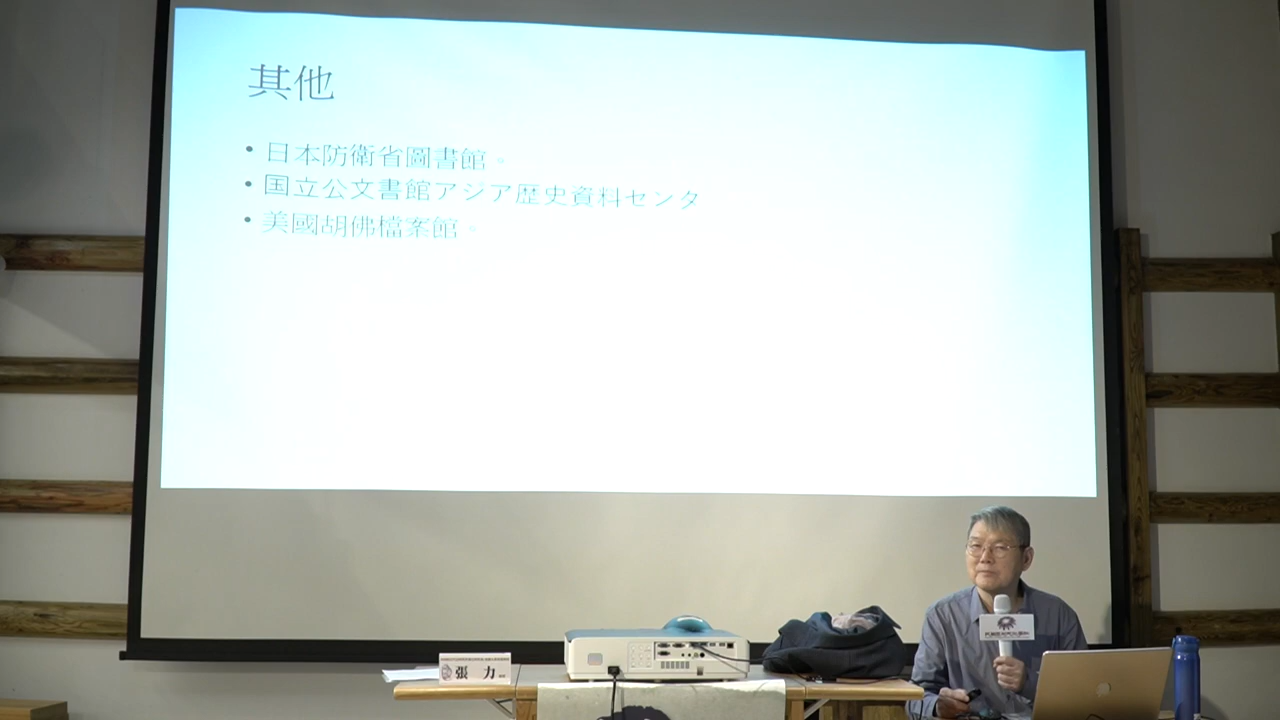 其他
• 日本防衛省圖書館。
• 国立公文書館アジア歴史資料センタ
• 美國胡佛檔案館。
張 力